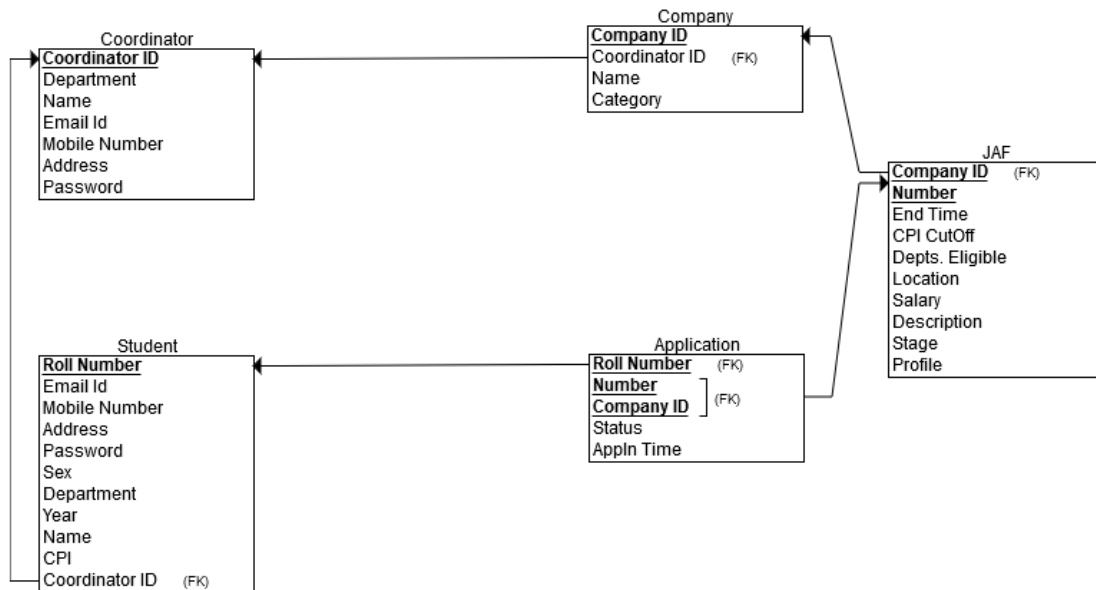 Coordinator
Coordinator ID
Department
Name
Email Id
Mobile Number
Address
Password
Company
Company ID
Coordinator ID (FK)
Name
Category
JAF
Company ID (FK)
Number
End Time
CPI CutOff
Depts. Eligible
Location
Salary
Description
Stage
Profile
Student
Roll Number
Email Id
Mobile Number
Address
Password
Sex
Department
Year
Name
CPI
Coordinator ID (FK)
Application
Roll Number (FK)
Number
Company ID (FK)
Status
Appln Time